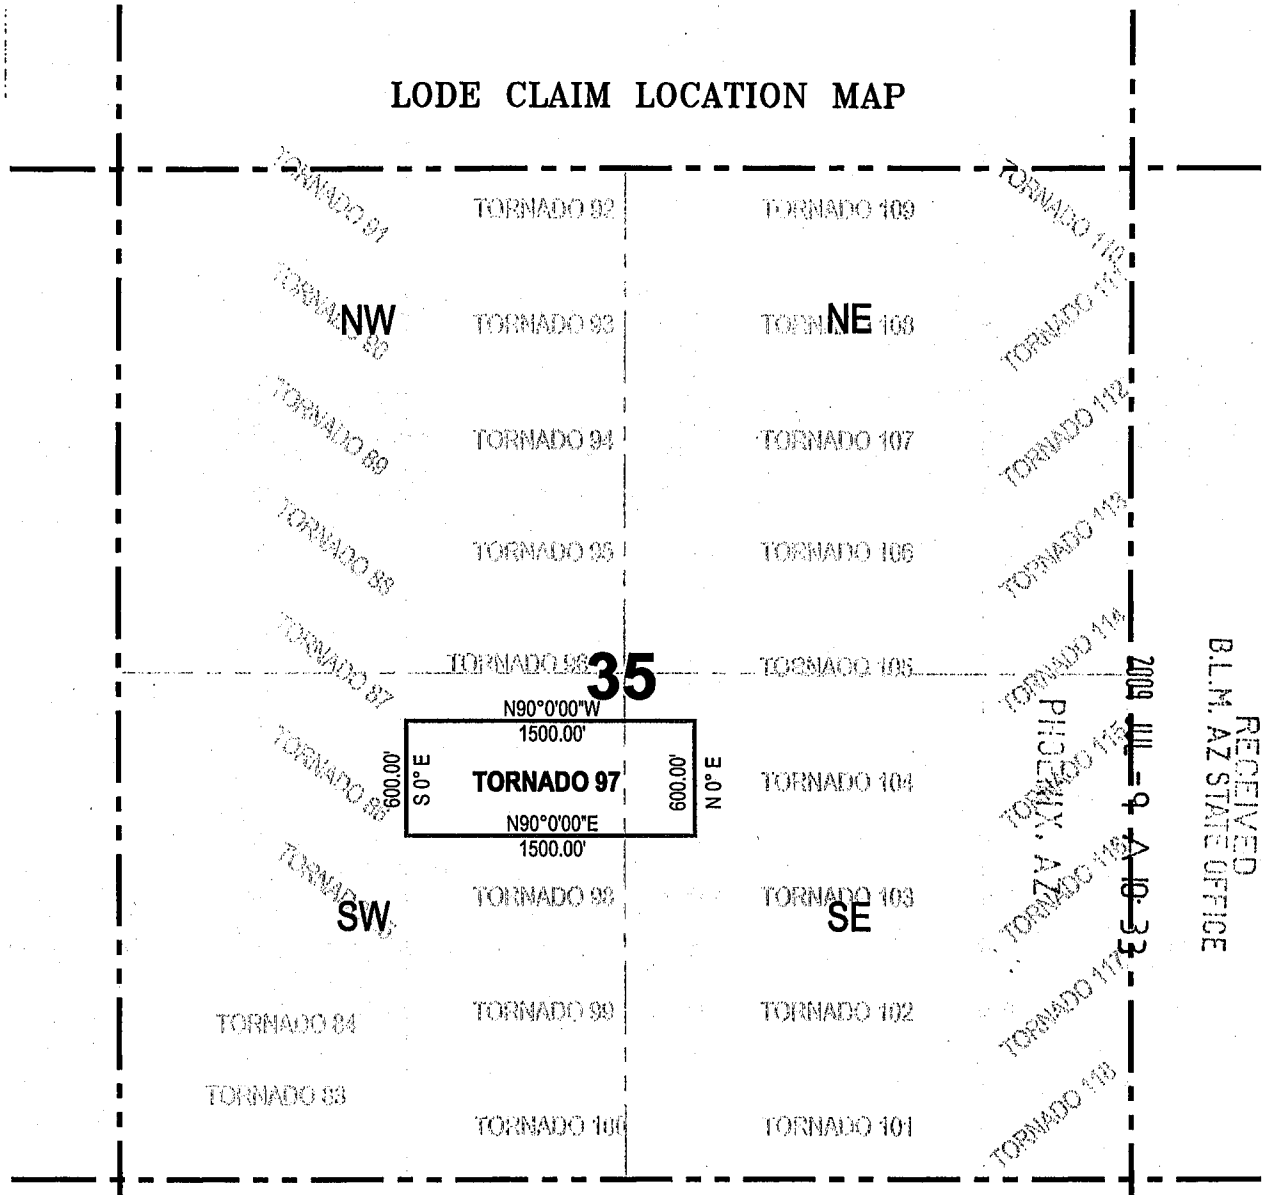 LODE CLAIM LOCATION MAP
TORNADO 91
TORNADO 92
TORNADO 109
TORNADO 110
TORNADO 90
NW
TORNADO 93
TORNADO 108
NE
TORNADO 111
TORNADO 89
TORNADO 94
TORNADO 107
TORNADO 112
TORNADO 88
TORNADO 95
TORNADO 106
TORNADO 113
TORNADO 87
TORNADO 96
35
TORNADO 105
TORNADO 114
N90°0'00"W
1500.00'
TORNADO 86
600.00'
S 0° E
TORNADO 97
600.00'
N 0° E
N90°0'00"E
1500.00'
TORNADO 104
TORNADO 115
TORNADO
SW
TORNADO 98
TORNADO 103
SE
TORNADO 116
TORNADO 84
TORNADO 99
TORNADO 102
TORNADO 117
TORNADO 83
TORNADO 100
TORNADO 101
TORNADO 118
RECEIVED
B.L.M. AZ STATE OFFICE
2009 JUL -9 A 10:33
PHOENIX, AZ